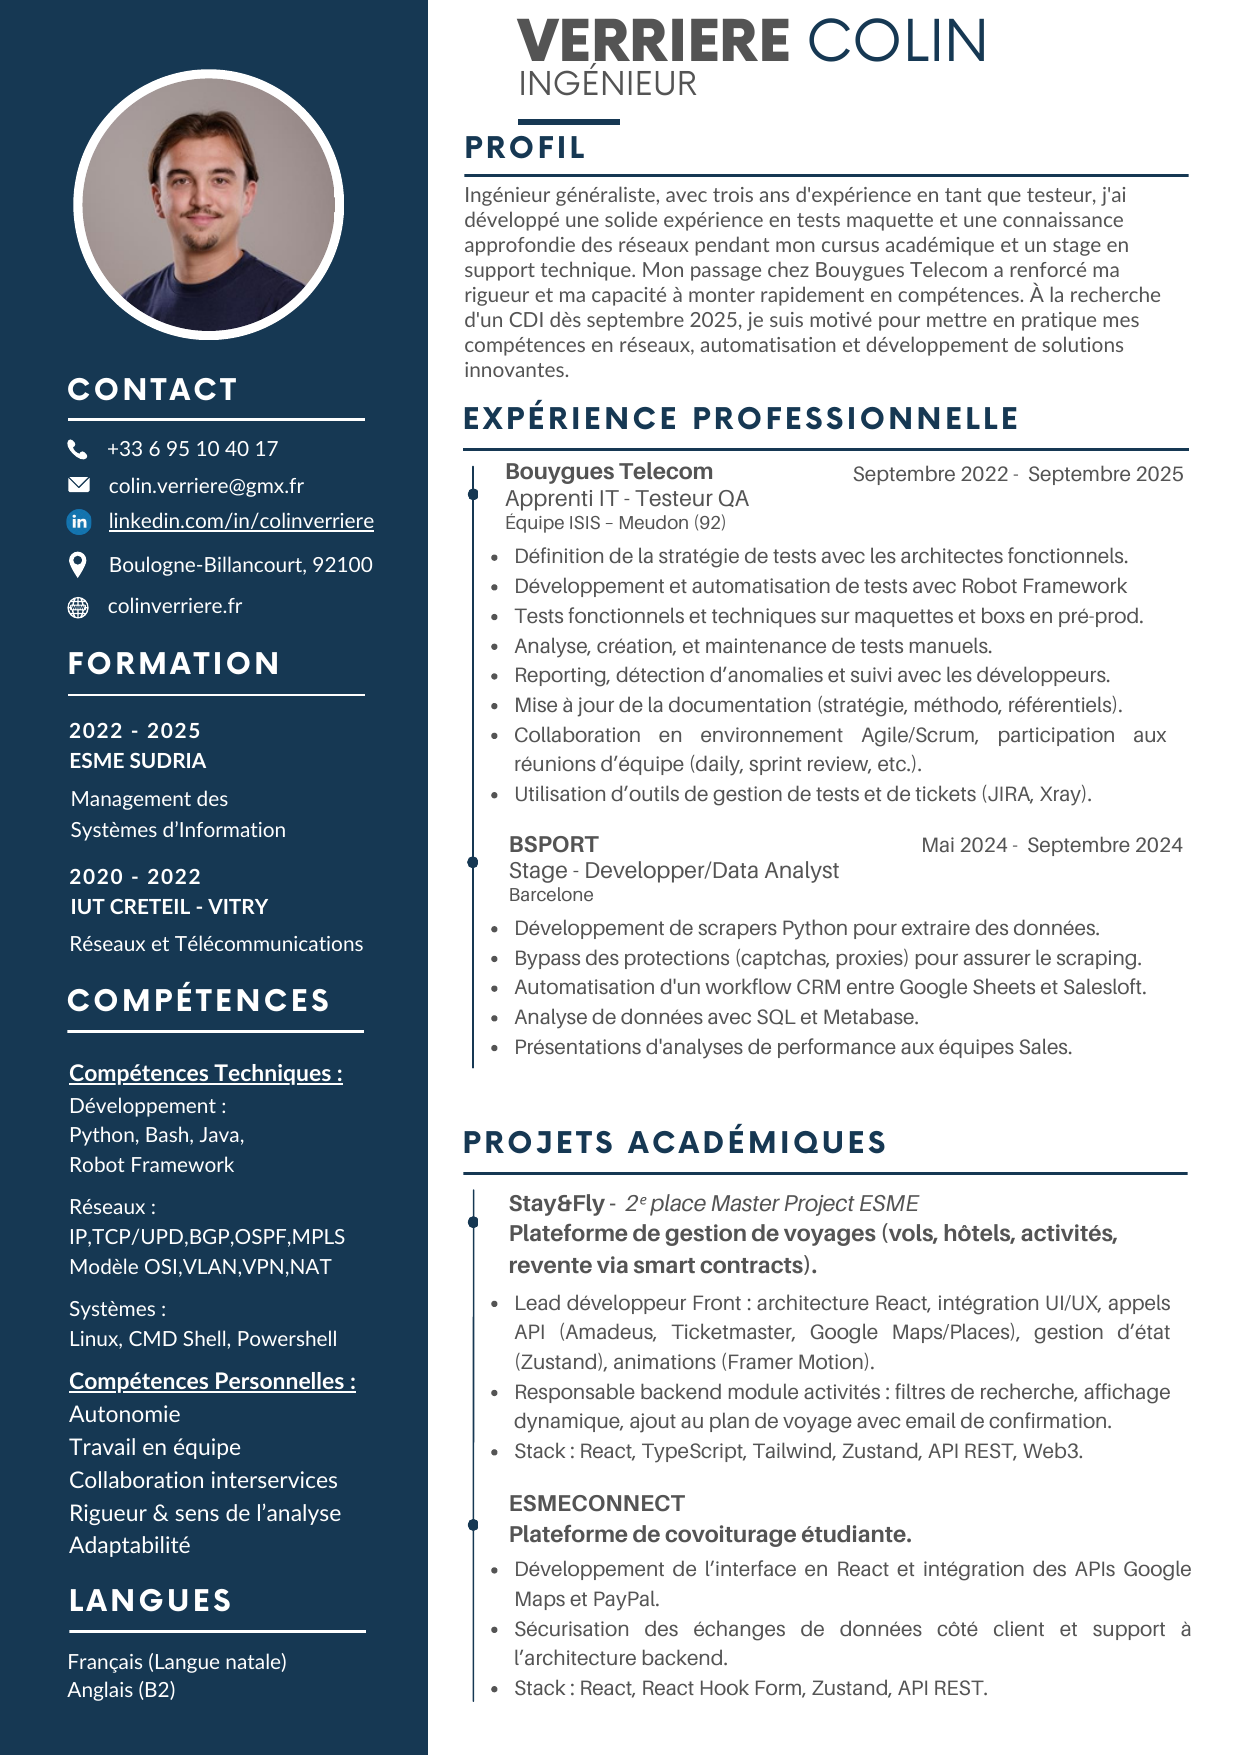 VERRIERE COLIN
INGÉNIEUR
CONTACT
+33 6 95 10 40 17
colin.verriere@gmx.fr
in
linkedin.com/in/colinverriere
Boulogne-Billancourt, 92100
colinverriere.fr
FORMATION
2022 - 2025
ESME SUDRIA
Management des
Systèmes d’Information
2020 - 2022
IUT CRETEIL - VITRY
Réseaux et Télécommunications
COMPÉTENCES
Compétences Techniques :
Développement :
Python, Bash, Java,
Robot Framework
Réseaux :
IP,TCP/UPD,BGP,OSPF,MPLS
Modèle OSI,VLAN,VPN,NAT
Systèmes :
Linux, CMD Shell, Powershell
Compétences Personnelles :
Autonomie
Travail en équipe
Collaboration interservices
Rigueur & sens de l’analyse
Adaptabilité
LANGUES
Français (Langue natale)
Anglais (B2)
PROFIL
Ingénieur généraliste, avec trois ans d'expérience en tant que testeur, j'ai
développé une solide expérience en tests maquette et une connaissance
approfondie des réseaux pendant mon cursus académique et un stage en
support technique. Mon passage chez Bouygues Telecom a renforcé ma
rigueur et ma capacité à monter rapidement en compétences. À la recherche
d'un CDI dès septembre 2025, je suis motivé pour mettre en pratique mes
compétences en réseaux, automatisation et développement de solutions
innovantes.
EXPÉRIENCE PROFESSIONNELLE
Bouygues Telecom Septembre 2022 - Septembre 2025
Apprenti IT - Testeur QA
Équipe ISIS – Meudon (92)
• Définition de la stratégie de tests avec les architectes fonctionnels.
• Développement et automatisation de tests avec Robot Framework
• Tests fonctionnels et techniques sur maquettes et boxs en pré-prod.
• Analyse, création, et maintenance de tests manuels.
• Reporting, détection d’anomalies et suivi avec les développeurs.
• Mise à jour de la documentation (stratégie, méthodo, référentiels).
• Collaboration en environnement Agile/Scrum, participation aux
réunions d’équipe (daily, sprint review, etc.).
• Utilisation d’outils de gestion de tests et de tickets (JIRA, Xray).
BSPORT Mai 2024 - Septembre 2024
Stage - Developper/Data Analyst
Barcelone
• Développement de scrapers Python pour extraire des données.
• Bypass des protections (captchas, proxies) pour assurer le scraping.
• Automatisation d'un workflow CRM entre Google Sheets et Salesloft.
• Analyse de données avec SQL et Metabase.
• Présentations d'analyses de performance aux équipes Sales.
PROJETS ACADÉMIQUES
Stay&Fly - 2ᵉ place Master Project ESME
Plateforme de gestion de voyages (vols, hôtels, activités,
revente via smart contracts).
• Lead développeur Front : architecture React, intégration UI/UX, appels
API (Amadeus, Ticketmaster, Google Maps/Places), gestion d’état
(Zustand), animations (Framer Motion).
• Responsable backend module activités : filtres de recherche, affichage
dynamique, ajout au plan de voyage avec email de confirmation.
• Stack : React, TypeScript, Tailwind, Zustand, API REST, Web3.
ESMECONNECT
Plateforme de covoiturage étudiante.
• Développement de l’interface en React et intégration des APIs Google
Maps et PayPal.
• Sécurisation des échanges de données côté client et support à
l’architecture backend.
• Stack : React, React Hook Form, Zustand, API REST.